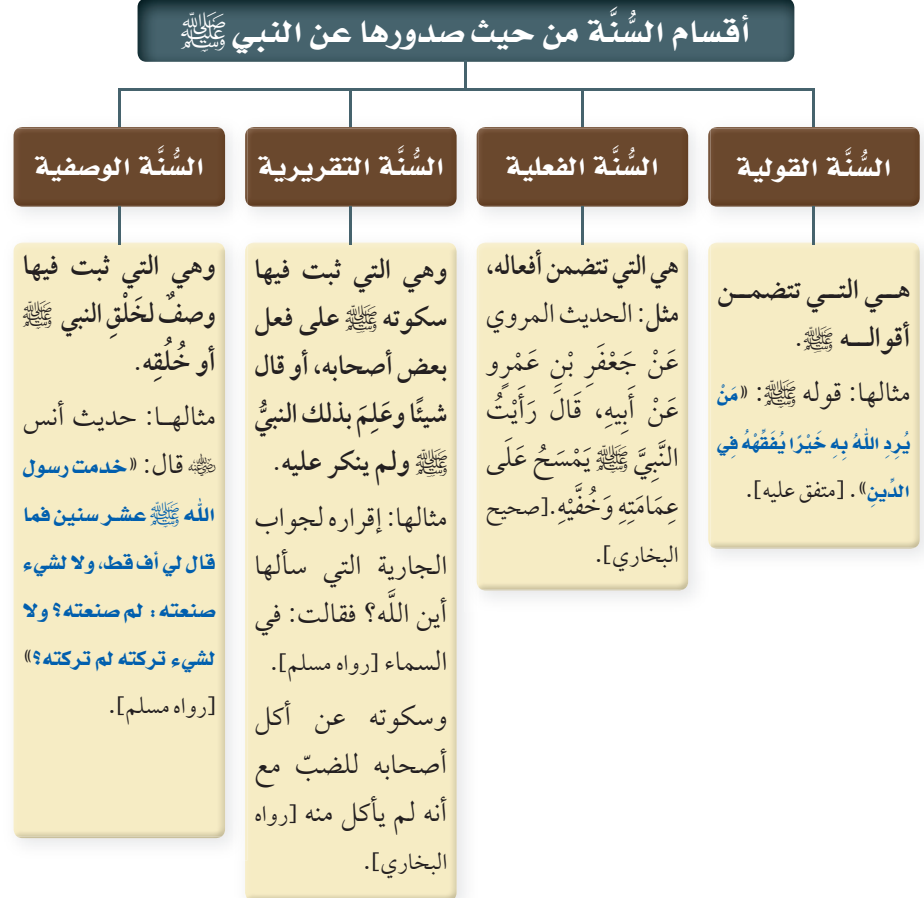 أقسام السُّنَّة من حيث صدورها عن النبي ﷺ
السُّنَّة القولية
هـي التـي تتضمـن
أقوالـه ﷺ.
مثالها: قوله ﷺ: «مَنْ
يُرِدِ اللهُ بِهِ خَيْرًا يُفَقِّهْهُ فِي
الدِّينِ». [متفق عليه].
السُّنَّة الفعلية
هي التي تتضمن أفعاله،
مثل: الحديث المروي
عَنْ جَعْفَرِ بْنِ عَمْرٍو
عَنْ أَبِيهِ، قَالَ رَأَيْتُ
النَّبِيَّ ﷺ يَمْسَحُ عَلَى
عِمَامَتِهِ وَخُفَّيْهِ.[صحيح
البخاري].
السُّنَّة التقريرية
وهي التي ثبت فيها
سكوته ﷺ على فعل
بعض أصحابه، أو قال
شيئًا وعَلِمَ بذلك النبيُّ
ﷺ ولم ينكر عليه.
مثالها: إقراره لجواب
الجارية التي سألها
أين اللَّه؟ فقالت: في
السماء [رواه مسلم].
وسكوته عن أكل
أصحابه للضبّ مع
أنه لم يأكل منه [رواه
البخاري].
السُّنَّة الوصفية
وهي التي ثبت فيها
وصفٌ لخَلْقِ النبي ﷺ
أو خُلُقِه.
مثالهـا: حديث أنس
رضي الله عنه قال: «خدمت رسول
الله ﷺ عشر سنين فما
قال لي أف قط، ولا لشيء
صنعته : لم صنعته؟ ولا
لشيء تركته لم تركته؟»
[رواه مسلم].